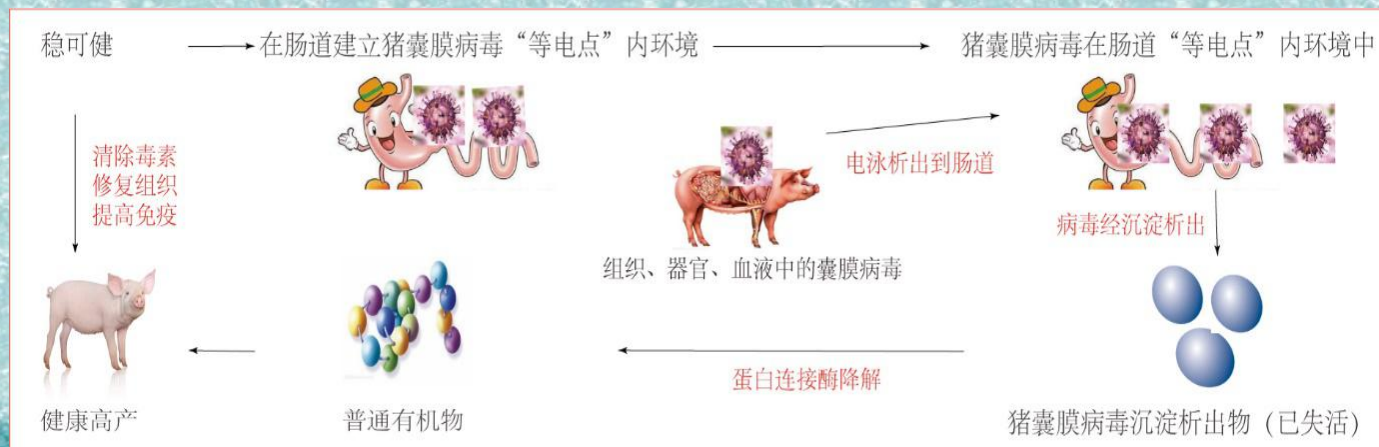 稳可健
在肠道建立猪囊膜病毒“等电点”内环境
猪囊膜病毒在肠道“等电点”内环境中
清除毒素
修复组织
提高免疫
电泳析出到肠道
病毒经沉淀析出
组织、器官、血液中的囊膜病毒
蛋白连接酶降解
健康高产
普通有机物
猪囊膜病毒沉淀析出物（已失活）